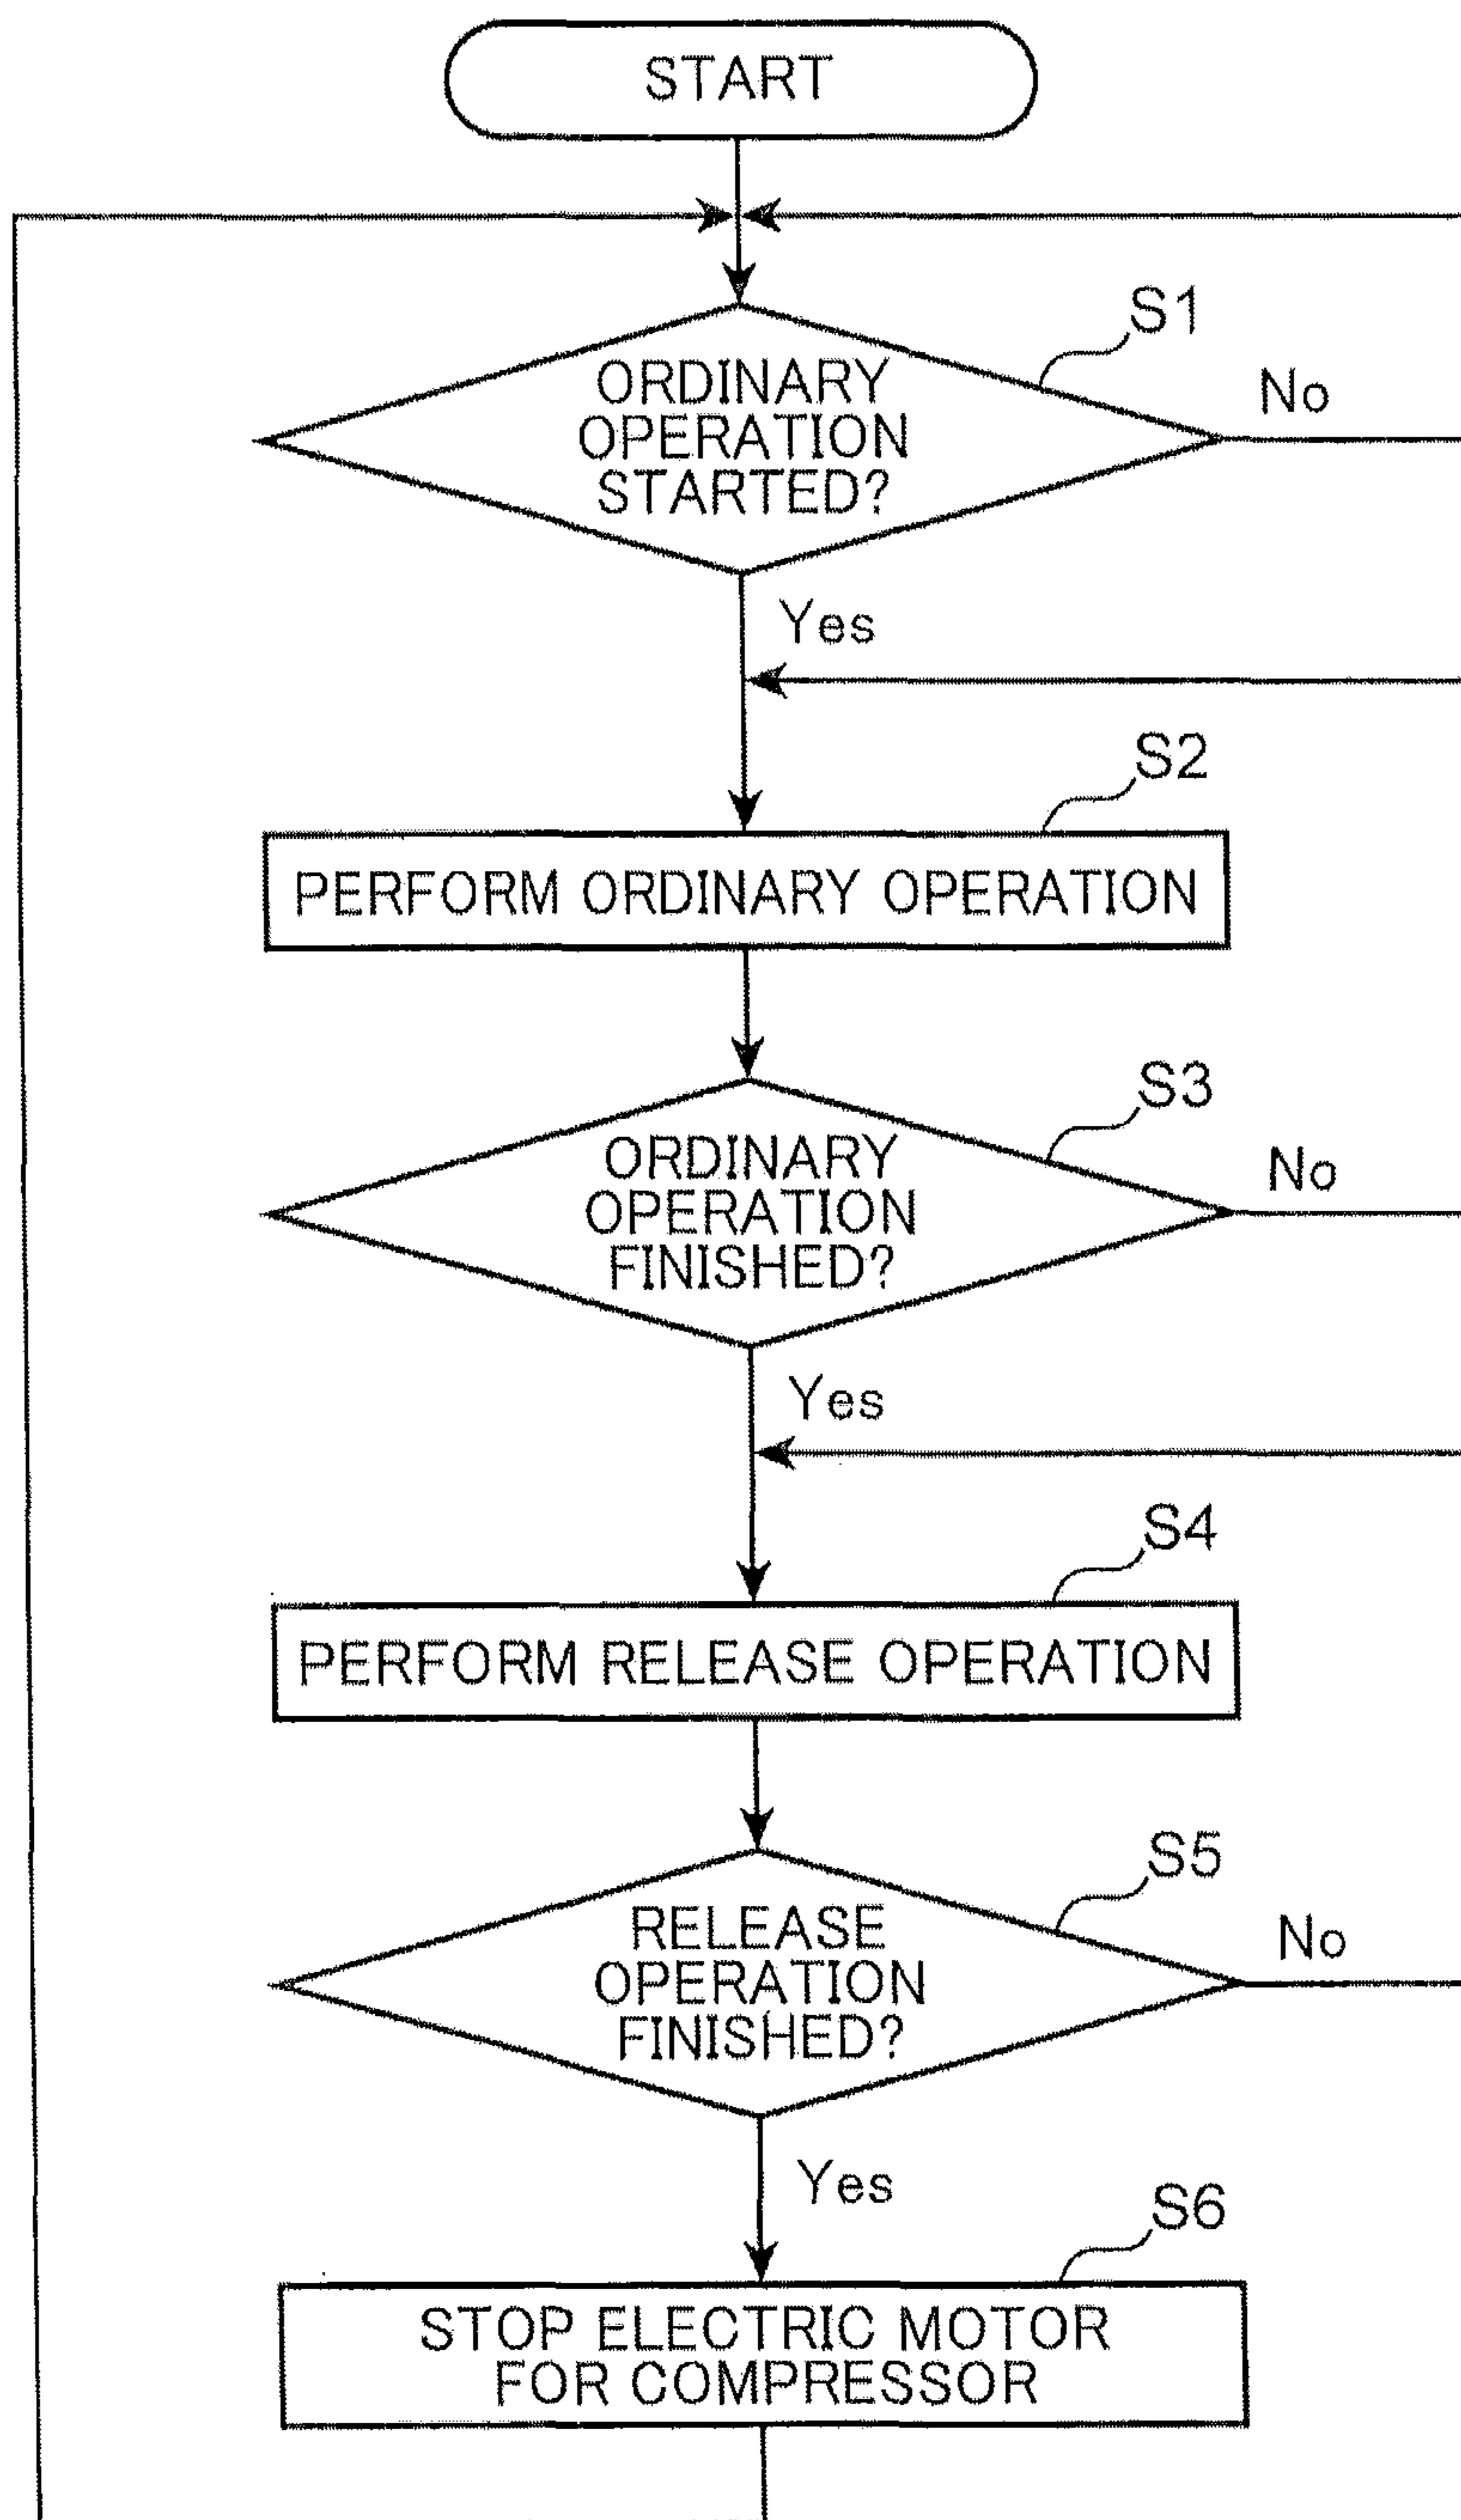 START
S1
ORDINARY
OPERATION
STARTED?
No
Yes
S2
PERFORM ORDINARY OPERATION
S3
ORDINARY
OPERATION
FINISHED?
No
Yes
S4
PERFORM RELEASE OPERATION
S5
RELEASE
OPERATION
FINISHED?
No
Yes
S6
STOP ELECTRIC MOTOR
FOR COMPRESSOR